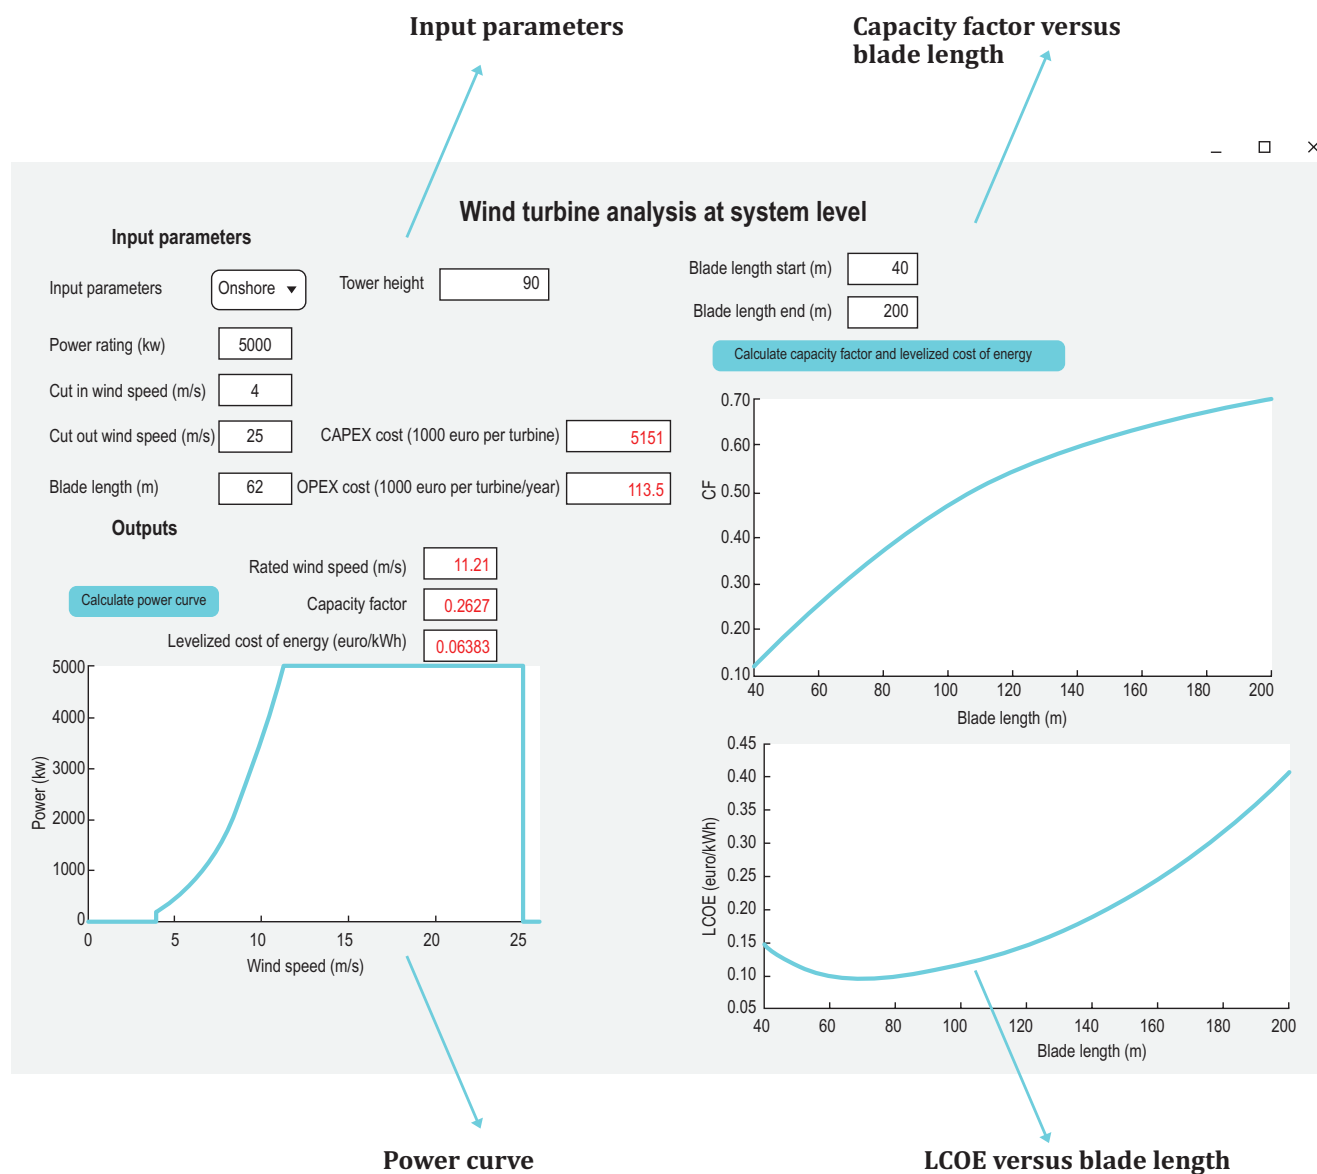 Input parameters
Capacity factor versus
blade length
Wind turbine analysis at system level
Input parameters
Input parameters
Onshore
Tower height
90
Power rating (kw)
5000
Cut in wind speed (m/s)
4
Cut out wind speed (m/s)
25
CAPEX cost (1000 euro per turbine)
5151
Blade length (m)
62
OPEX cost (1000 euro per turbine/year)
113.5
Outputs
Rated wind speed (m/s)
11.21
Calculate power curve
Capacity factor
0.2627
Levelized cost of energy (euro/kWh)
0.06383
5000
4000
3000
2000
1000
0
Power (kw)
0 5 10 15 20 25
Wind speed (m/s)
Blade length start (m)
40
Blade length end (m)
200
Calculate capacity factor and levelized cost of energy
0.70
0.60
0.50
0.40
0.30
0.20
0.10
CF
40 60 80 100 120 140 160 180 200
Blade length (m)
0.45
0.40
0.35
0.30
0.25
0.20
0.15
0.10
0.05
LCOE (euro/kWh)
40 60 80 100 120 140 160 180 200
Blade length (m)
Power curve
LCOE versus blade length